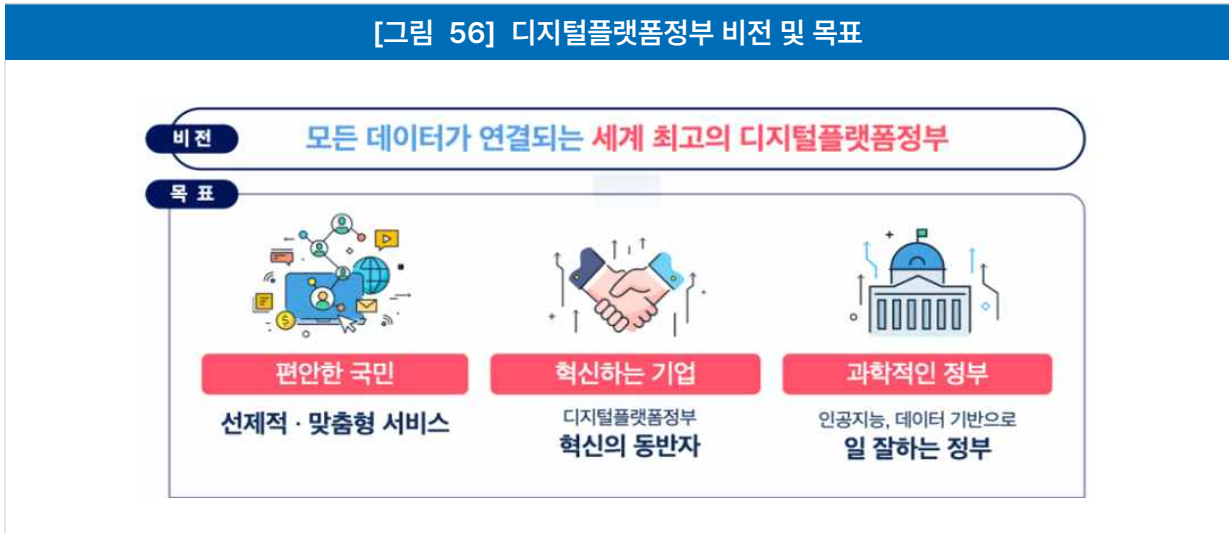 [그림 56] 디지털플랫폼정부 비전 및 목표
비전
모든 데이터가 연결되는 세계 최고의 디지털플랫폼정부
목표
편안한 국민
선제적 · 맞춤형 서비스
혁신하는 기업
디지털플랫폼정부
혁신의 동반자
과학적인 정부
인공지능, 데이터 기반으로
일 잘하는 정부